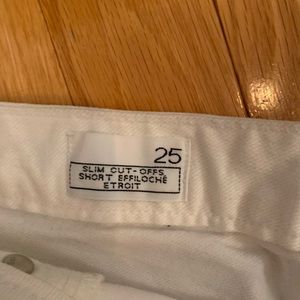 25
SLIM CUT-OFFS
SHORT EFFILOCHÉ
ETROIT